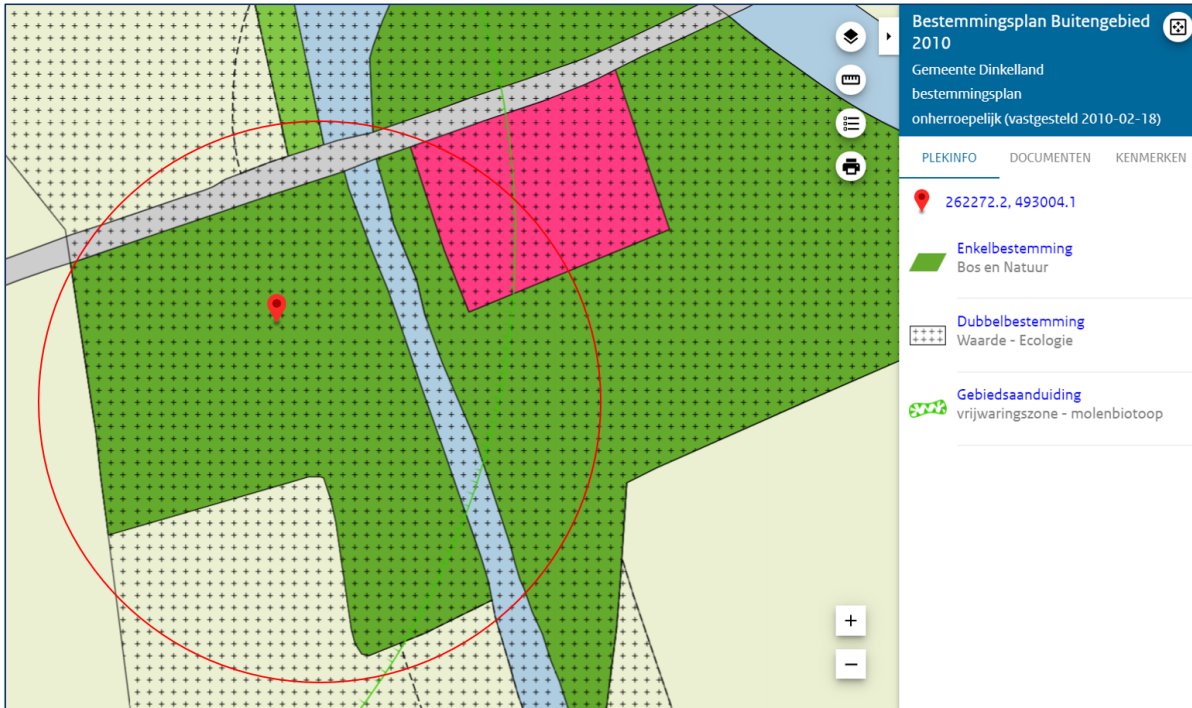 Bestemmingsplan Buitengebied
2010
Gemeente Dinkelland
bestemmingsplan
onherroepelijk (vastgesteld 2010-02-18)
PLEKINFO DOCUMENTEN KENMERKEN
262272.2, 493004.1
Enkelbestemming
Bos en Natuur
Dubbelbestemming
Waarde - Ecologie
Gebiedsaanduiding
vrijwaringszone - molenbiotoop